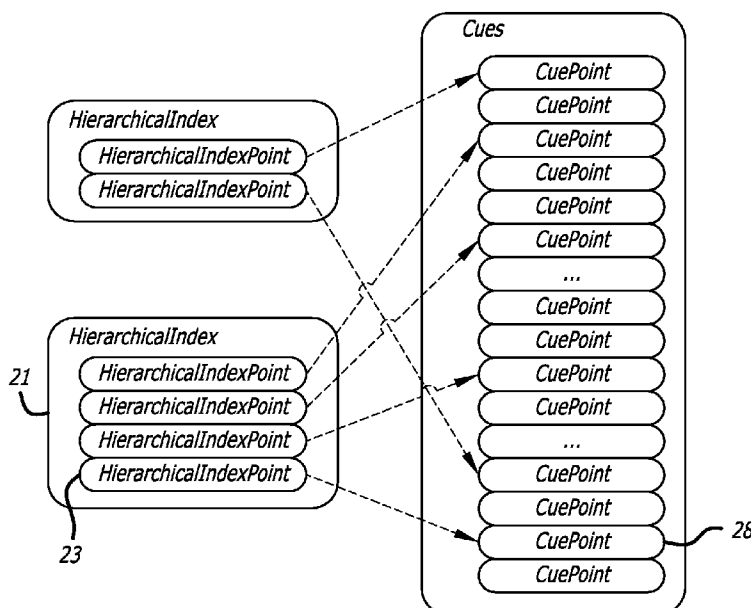 Cues
CuePoint
CuePoint
CuePoint
CuePoint
CuePoint
CuePoint
...
CuePoint
CuePoint
CuePoint
CuePoint
...
CuePoint
CuePoint
CuePoint
CuePoint
28
HierarchicalIndex
HierarchicalIndexPoint
HierarchicalIndexPoint
HierarchicalIndex
HierarchicalIndexPoint
HierarchicalIndexPoint
HierarchicalIndexPoint
HierarchicalIndexPoint
21
23